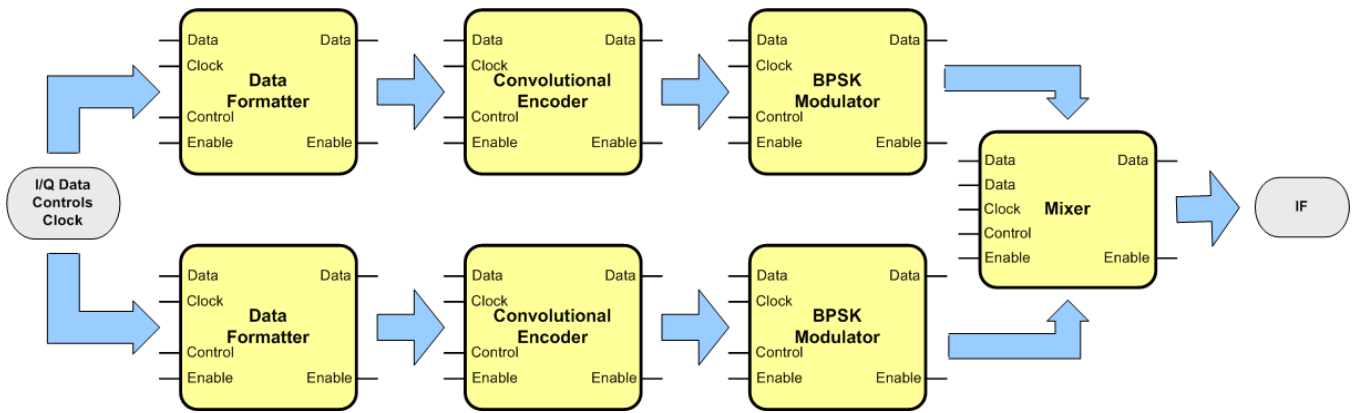 Data Data
Clock
Data
Formatter
Control
Enable Enable
Data Data
Clock
Convolutional
Encoder
Control
Enable Enable
Data Data
Clock
BPSK
Modulator
Control
Enable Enable
I/Q Data
Controls
Clock
Data Data
Data
Clock
Mixer
Control
Enable Enable
IF
Data Data
Clock
Data
Formatter
Control
Enable Enable
Data Data
Clock
Convolutional
Encoder
Control
Enable Enable
Data Data
Clock
BPSK
Modulator
Control
Enable Enable